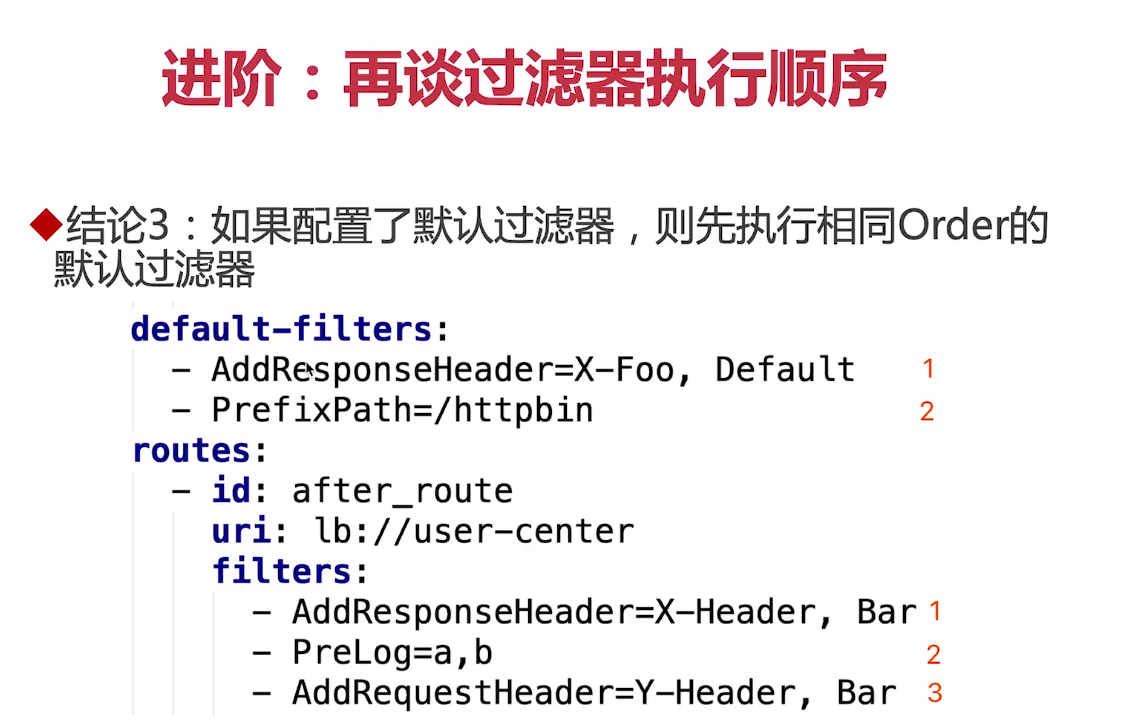 进阶：再谈过滤器执行顺序
◆结论3：如果配置了默认过滤器，则先执行相同Order的
默认过滤器
default-filters:
- AddResponseHeader=X-Foo, Default 1
- PrefixPath=/httpbin 2
routes:
- id: after_route
uri: lb://user-center
filters:
- AddResponseHeader=X-Header, Bar 1
- PreLog=a,b 2
- AddRequestHeader=Y-Header, Bar 3